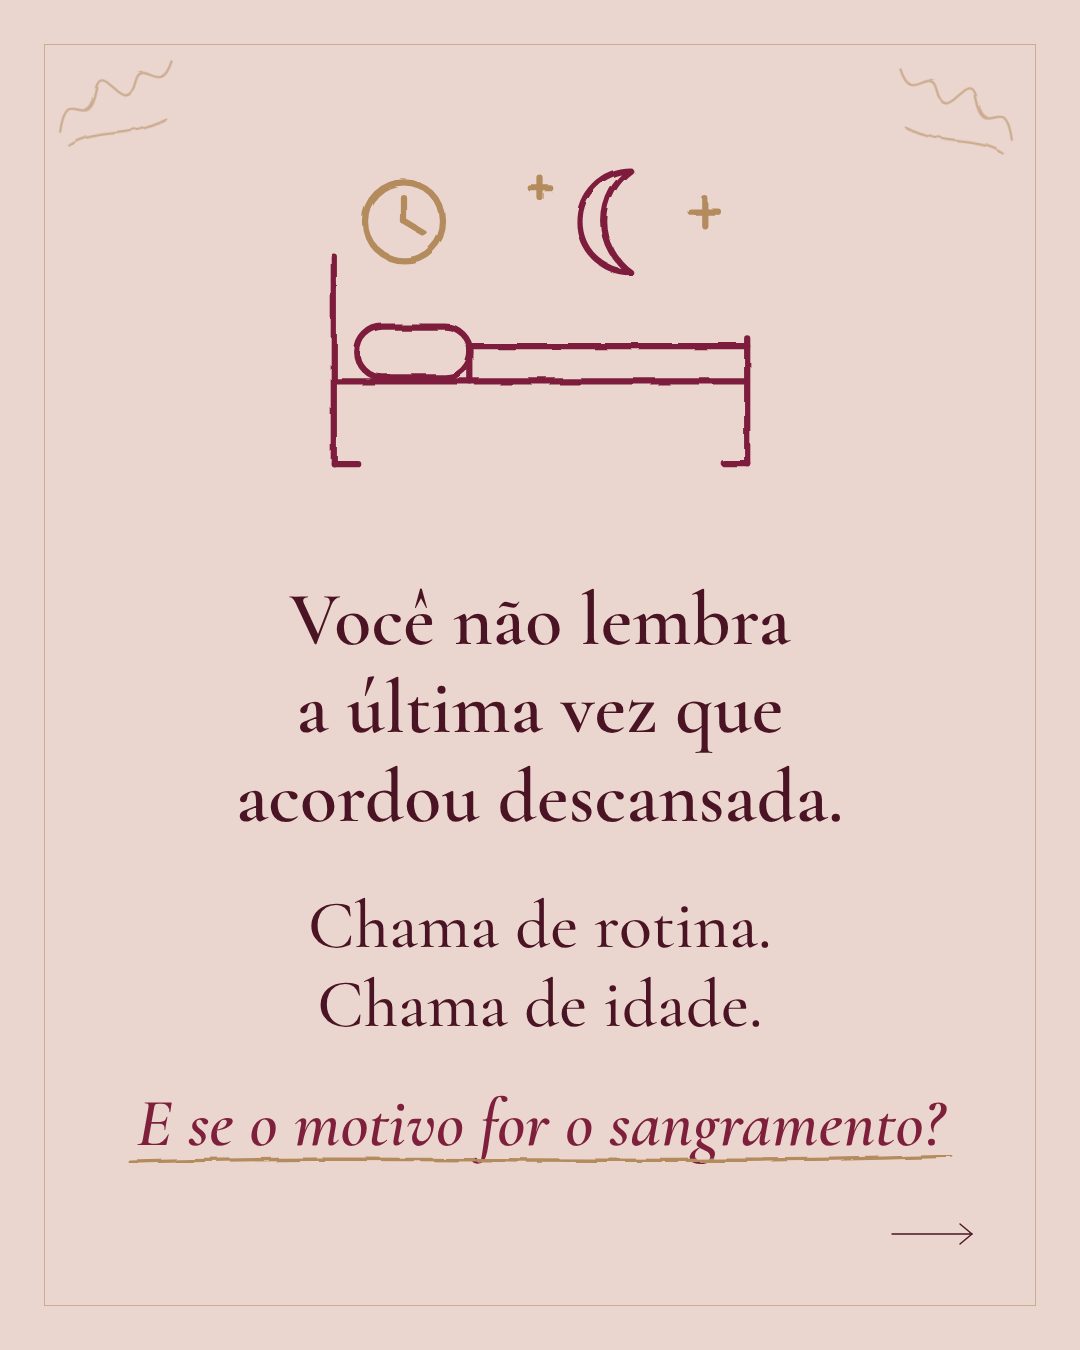 Você não lembra
a última vez que
acordou descansada.
Chama de rotina.
Chama de idade.
E se o motivo for o sangramento?